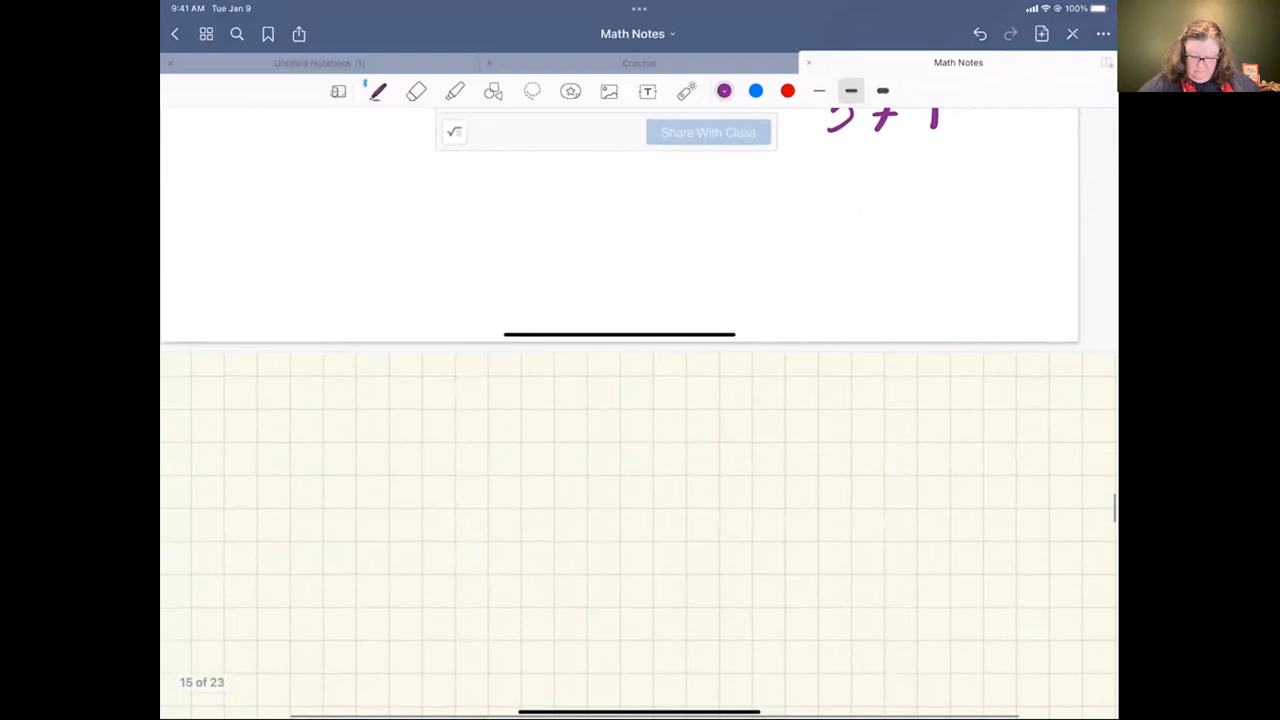 9:41 AM Tue Jan 9
100%
Math Notes
Untitled Notebook (1)
Crochet
Math Notes
T
√
Share With Class
15 of 23